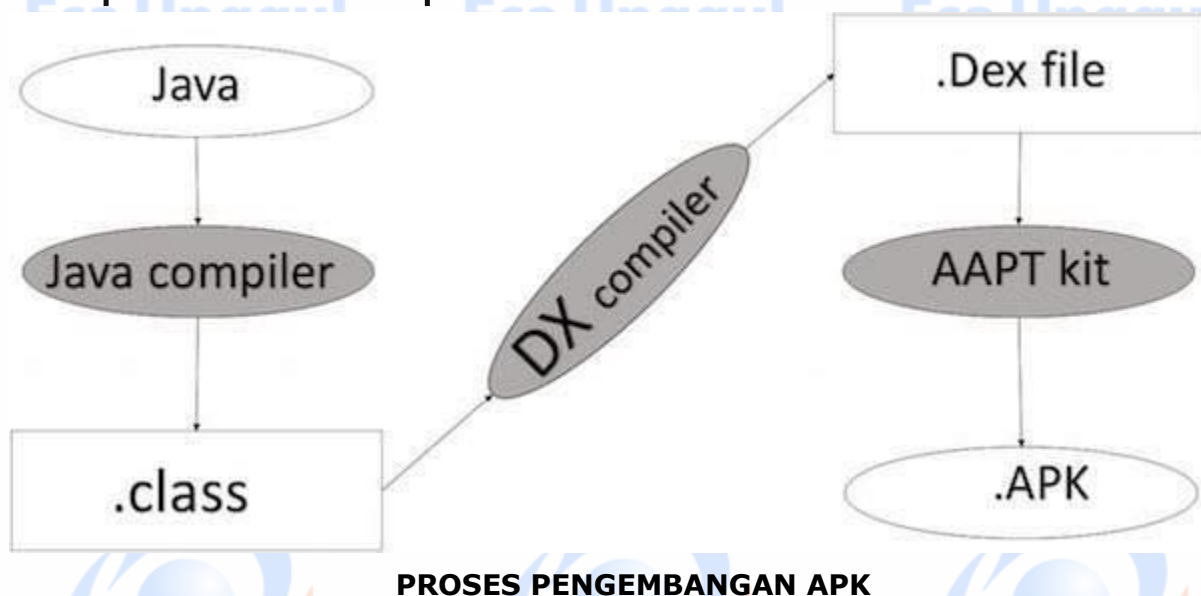 Java
Java compiler
.class
DX compiler
.Dex file
AAPT kit
.APK
PROSES PENGEMBANGAN APK